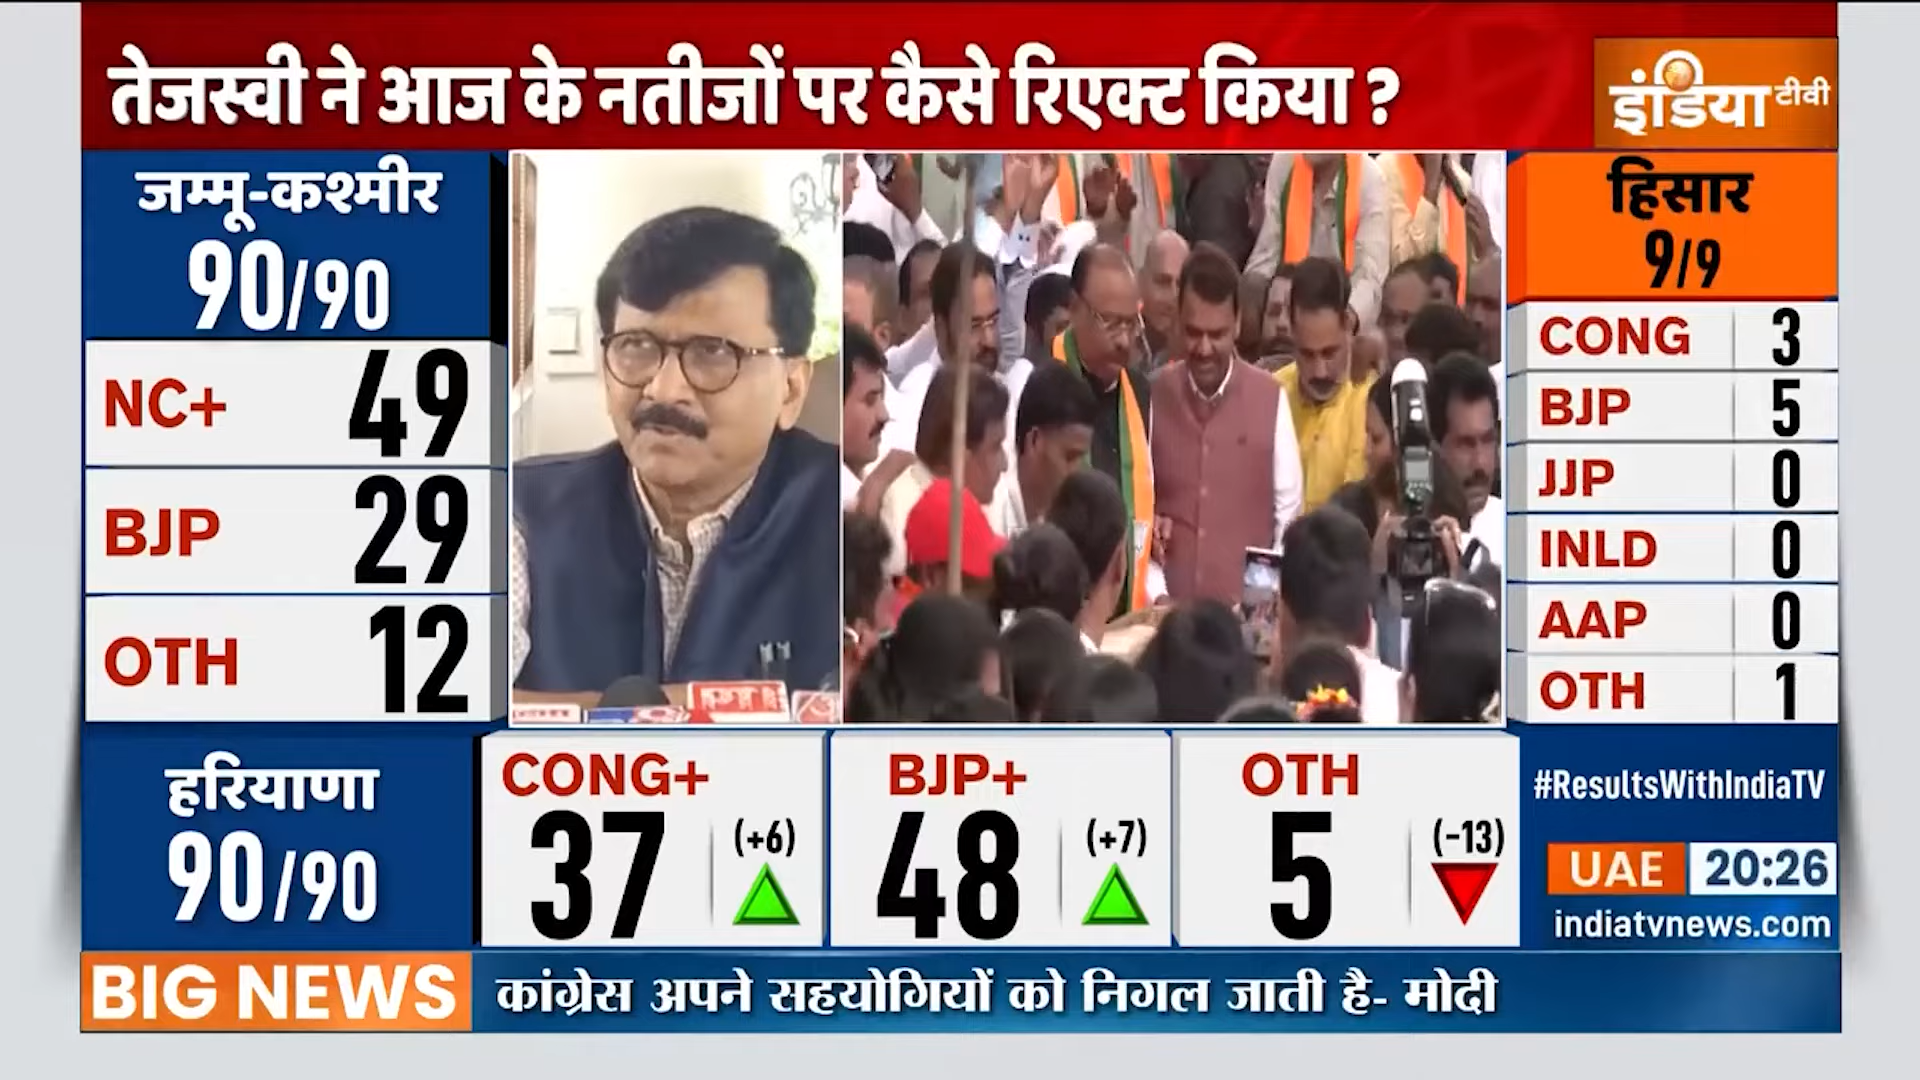 तेजस्वी ने आज के नतीजों पर कैसे रिएक्ट किया ?
इंडिया टीवी
जम्मू-कश्मीर
90/90
NC+ 49
BJP 29
OTH 12
हिसार
9/9
CONG 3
BJP 5
JJP 0
INLD 0
AAP 0
OTH 1
हरियाणा
90/90
CONG+
37 (+6)
BJP+
48 (+7)
OTH
5 (-13)
#ResultsWithIndiaTV
UAE 20:26
indiatvnews.com
BIG NEWS कांग्रेस अपने सहयोगियों को निगल जाती है- मोदी